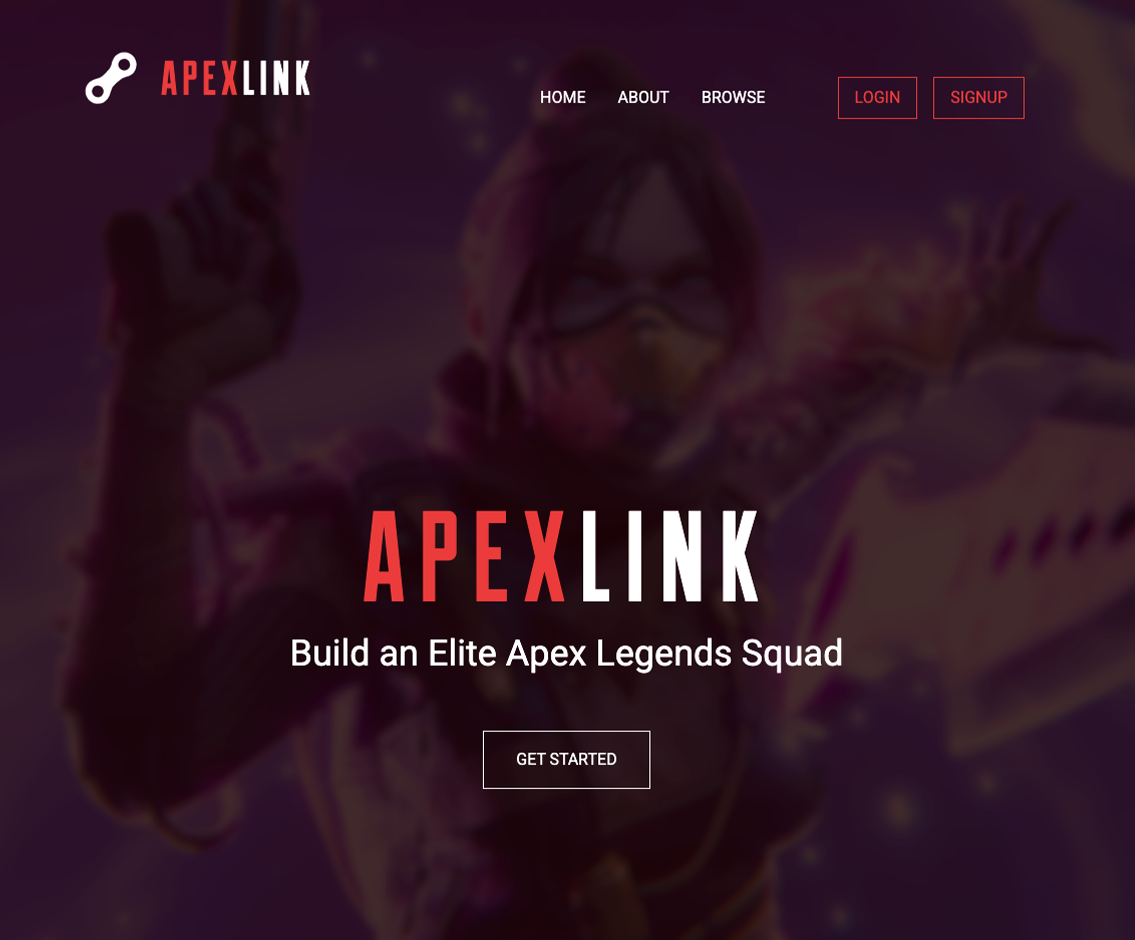 APEXLINK
HOME ABOUT BROWSE LOGIN SIGNUP
APEXLINK
Build an Elite Apex Legends Squad
GET STARTED